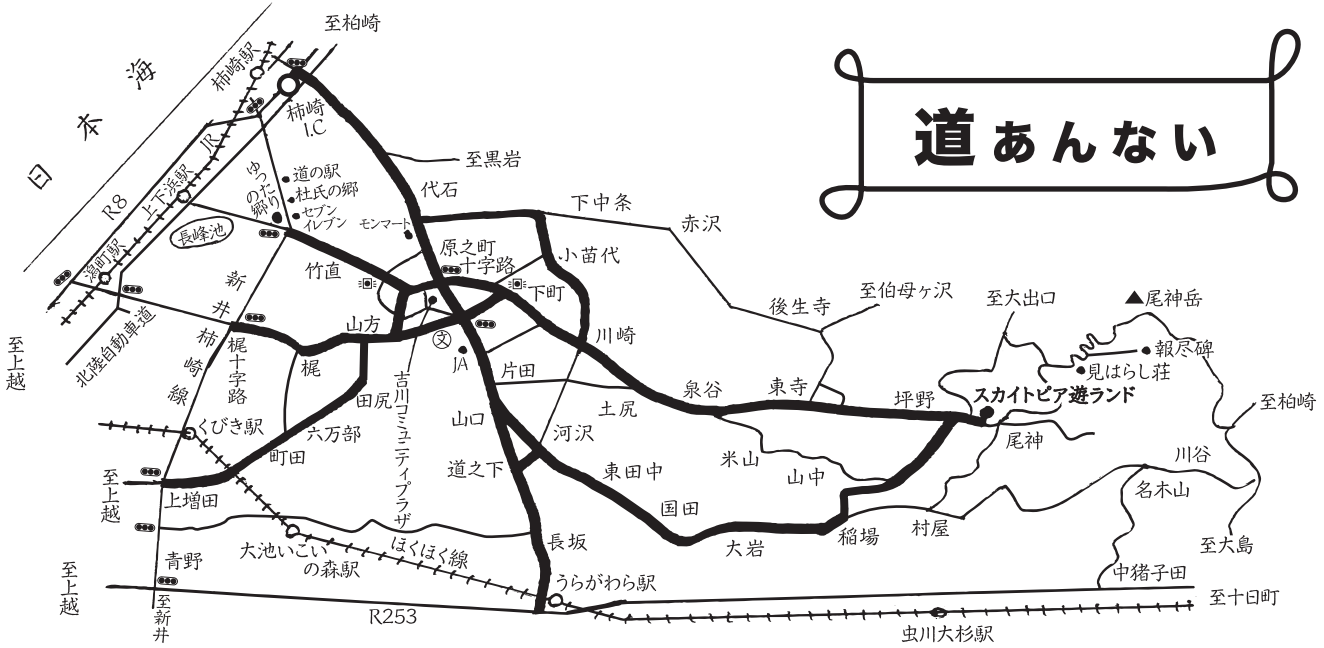 道あんない
至柏崎
日本海
柿崎駅
柿崎
I.C
JR
R8
上下浜駅
潟町駅
長峰池
ゆったりの郷
道の駅
杜氏の郷
セブン
イレブン
モンマート
至黒岩
代石
下中条
赤沢
原之町
十字路
小苗代
竹直
下町
新井柿崎線
後生寺
至伯母ヶ沢
至大出口
尾神岳
報尽碑
見はらし荘
スカイトピア遊ランド
至柏崎
北陸自動車道
至上越
山方
川崎
文
JA
片田
梶十字路
梶
田尻
吉川コミュニティプラザ
土尻
泉谷
東寺
坪野
尾神
くびき駅
六万部
山口
河沢
米山
山中
川谷
名木山
町田
道之下
東田中
至上越
上増田
国田
村屋
稲場
大岩
至大島
長坂
大池いこい
の森駅
ほくほく線
青野
中猪子田
至上越
至新井
うらがわら駅
R253
至十日町
虫川大杉駅